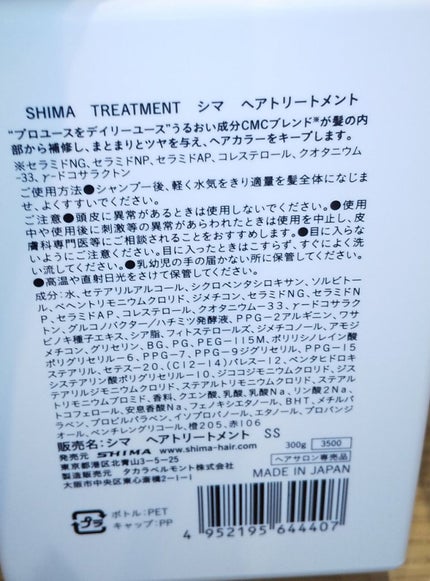 SHIMA TREATMENT シマ ヘアトリートメント
“プロユースをデイリーユース”うるおい成分CMCブレンド※が髪の内
部から補修し、まとまりとツヤを与え、ヘアカラーをキープします。
※セラミドNG、セラミドNP、セラミドAP、コレステロール、クオタニウム
-33、γ-ドコサラクトン
ご使用方法●シャンプー後、軽く水気をきり適量を髪全体になじま
せ、よくすすいでください。
ご注意●頭皮に異常があるときは使用しないでください。●使用
中や使用後に刺激等の異常があらわれたときは使用を中止し、皮
膚科専門医等にご相談されることをおすすめします。●目に入らな
いようにご注意ください。目に入ったときはこすらず、すぐによく洗
い流してください。●乳幼児の手の届かない所に保管してください。
●高温や直射日光をさけて保管してください。
成分:水、セテアリルアルコール、シクロペンタシロキサン、ソルビトー
ル、ベヘントリモニウムクロリド、ジメチコン、セラミドNG、セラミドN
P、セラミドAP、コレステロール、クオタニウム-33、γ-ドコサラク
トン、グルコノバクター/ハチミツ発酵液、PPG-2アルギニン、ワサ
ビノキ種子エキス、シア脂、フィトステロールズ、ジメチコノール、アモジ
メチコン、グリセリン、BG、PG、PEG-115M、ポリシリノレイン酸
ポリグリセリル-6、PPG-7、PPG-9ジグリセリル、PPG-15
ステアリル、セテス-20、(C12-14)パレス-12、ペンタヒドロキ
システアリン酸ポリグリセリル-10、ジココジモニウムクロリド、ジス
テアリルジモニウムクロリド、ステアルトリモニウムクロリド、ステアル
トリモニウムブロミド、香料、クエン酸、乳酸、乳酸Na、リン酸2Na、
トコフェロール、安息香酸Na、フェノキシエタノール、BHT、メチルパ
ラベン、プロピルパラベン、イソプロパノール、エタノール、プロパンジ
オール、ペンチレングリコール、橙205、赤106
販売名:シマ ヘアトリートメント SS
発売元 SHIMA www.shima-hair.com 300g 3500
東京都港区北青山3-5-25 ヘアサロン専売品
製造販売元 タカラベルモント株式会社
大阪市中央区東心斎橋2-1-1 MADE IN JAPAN
プラ ボトル:PET
キャップ:PP
4 952195 644407